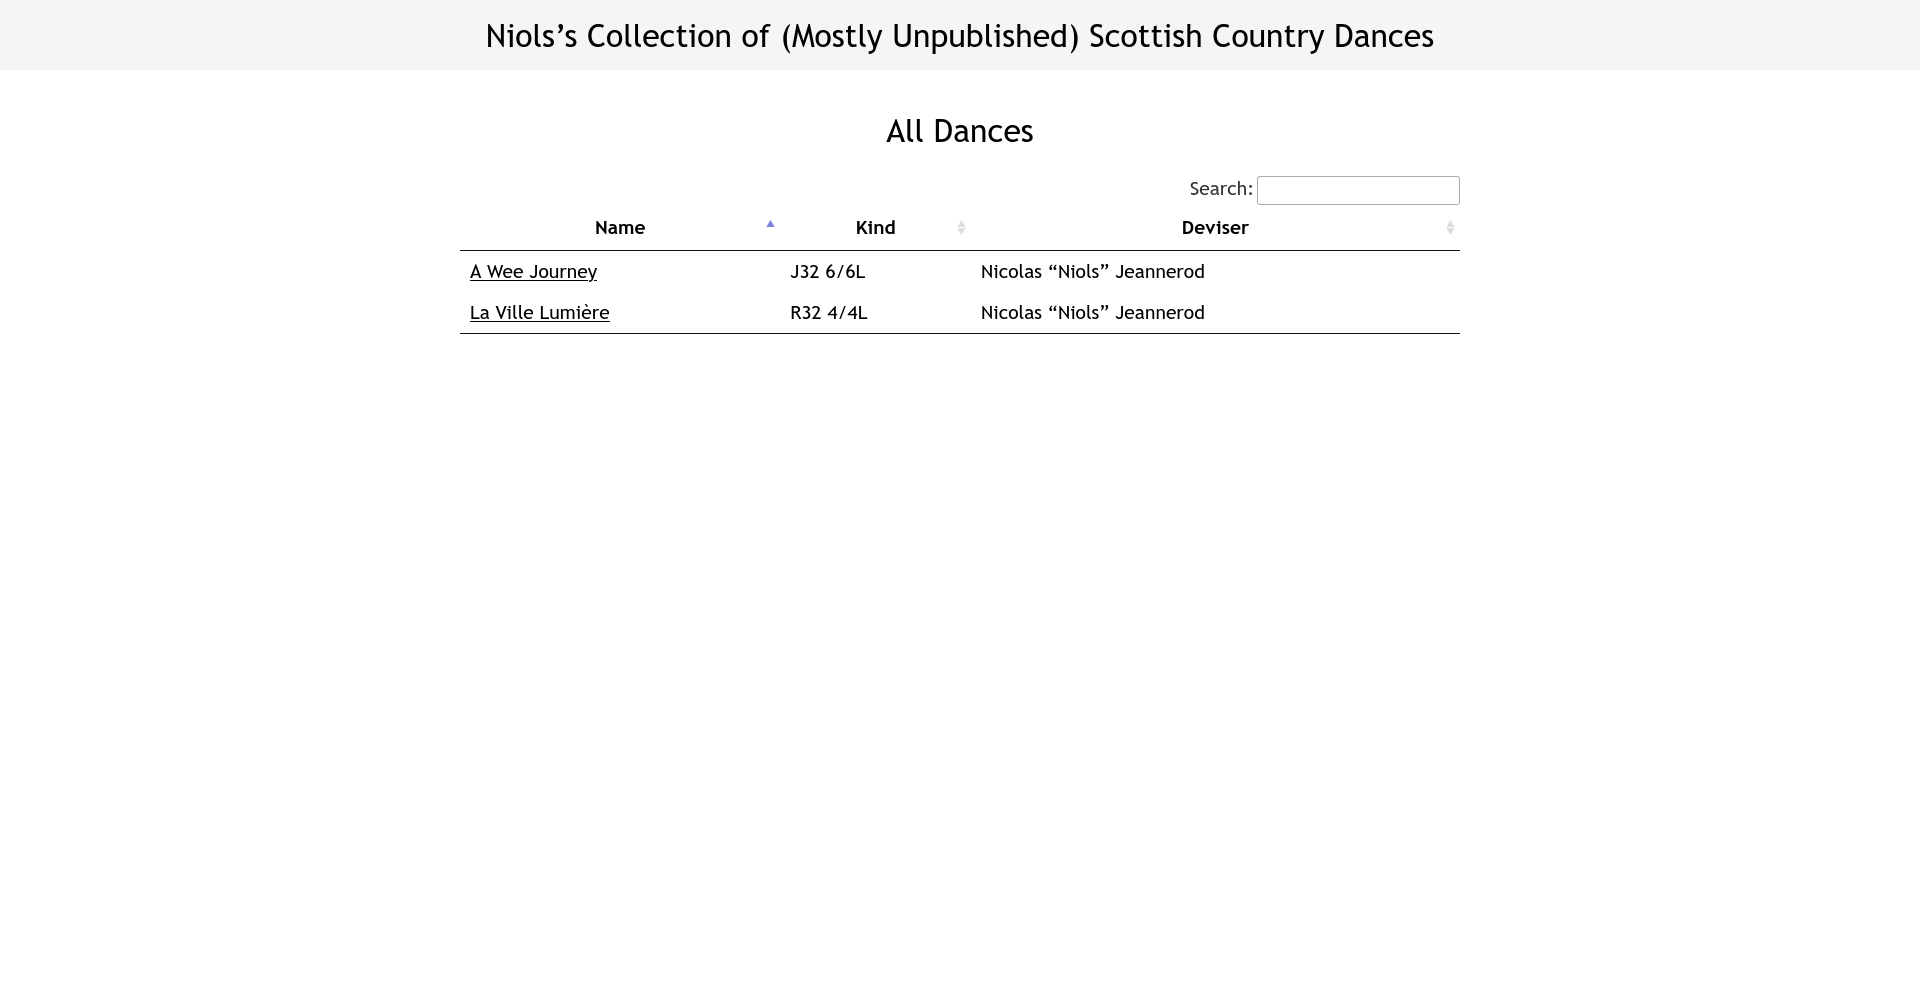 Niols’s Collection of (Mostly Unpublished) Scottish Country Dances
All Dances
Search:
Name Kind Deviser
A Wee Journey J32 6/6L Nicolas “Niols” Jeannerod
La Ville Lumière R32 4/4L Nicolas “Niols” Jeannerod